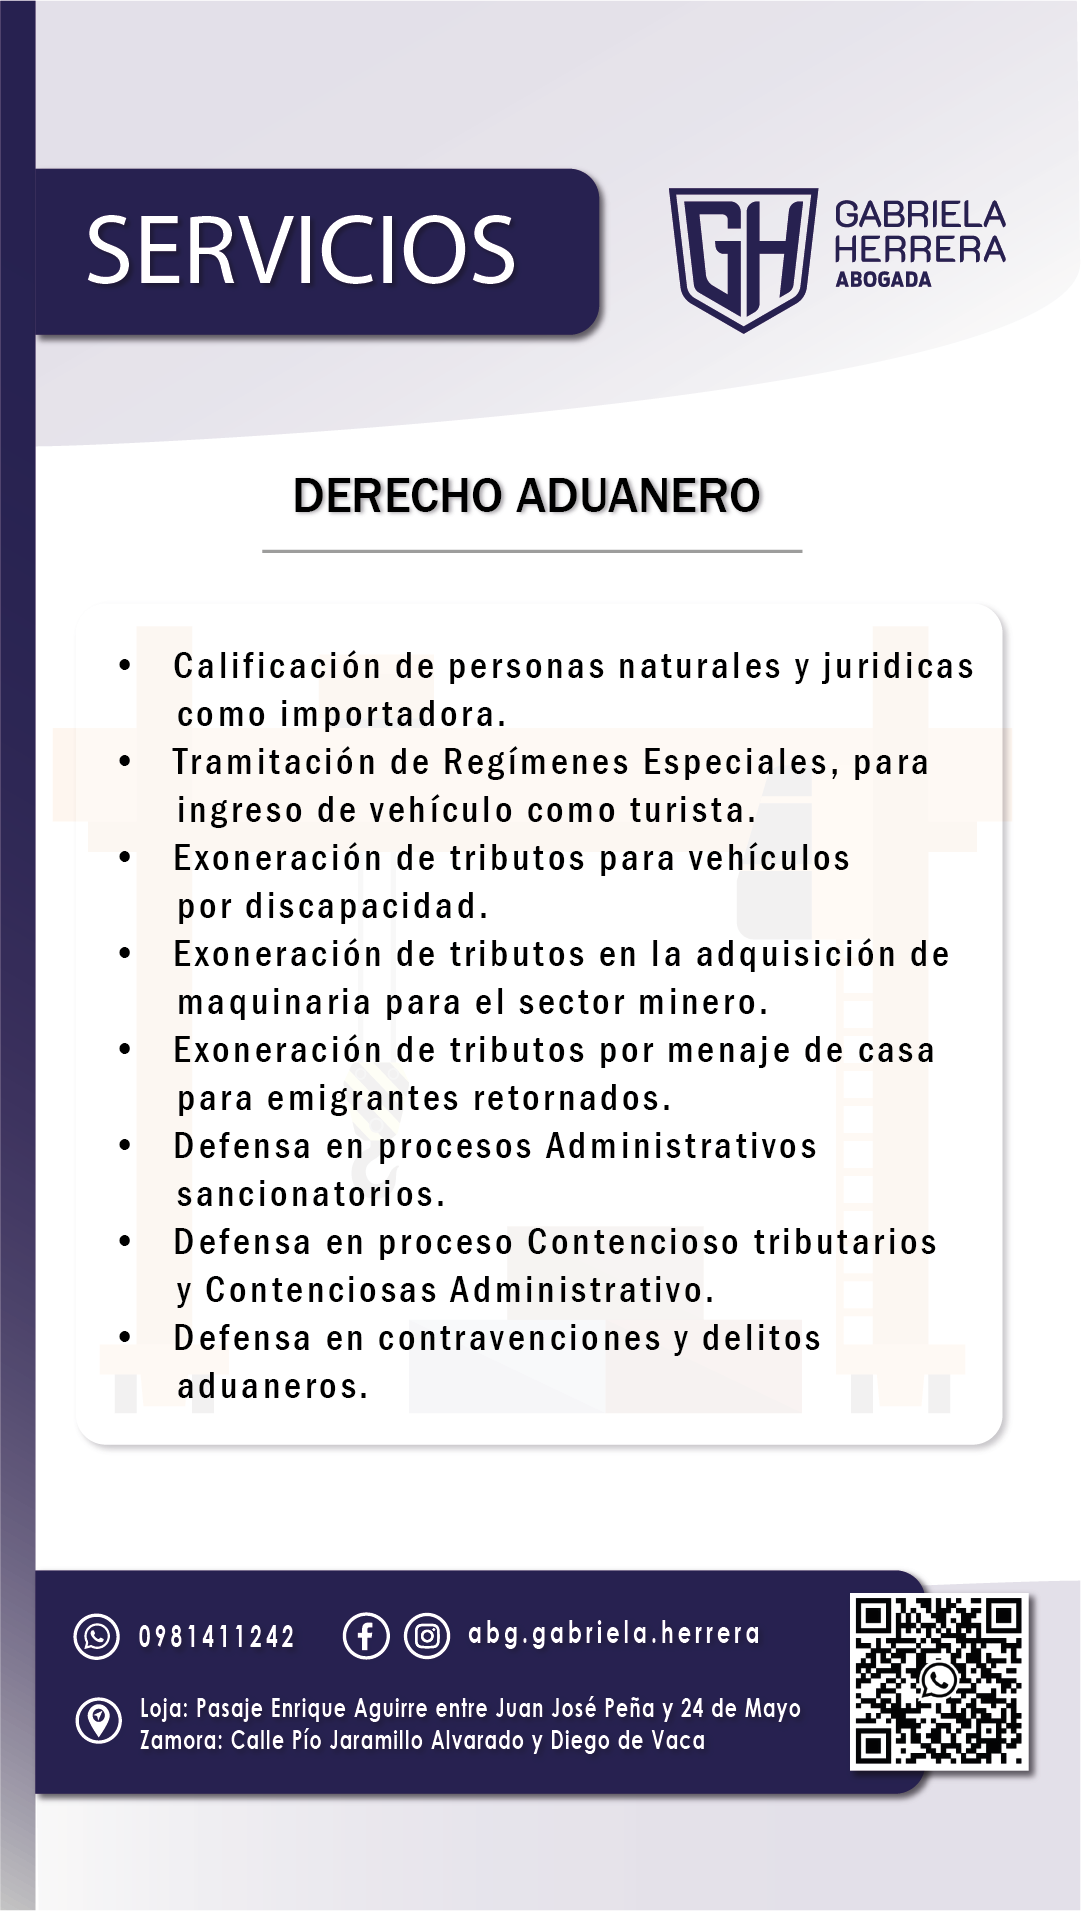 SERVICIOS
GH
GABRIELA
HERRERA
ABOGADA
DERECHO ADUANERO
• Calificación de personas naturales y juridicas
como importadora.
• Tramitación de Regímenes Especiales, para
ingreso de vehículo como turista.
• Exoneración de tributos para vehículos
por discapacidad.
• Exoneración de tributos en la adquisición de
maquinaria para el sector minero.
• Exoneración de tributos por menaje de casa
para emigrantes retornados.
• Defensa en procesos Administrativos
sancionatorios.
• Defensa en proceso Contencioso tributarios
y Contenciosas Administrativo.
• Defensa en contravenciones y delitos
aduaneros.
0981411242
abg.gabriela.herrera
Loja: Pasaje Enrique Aguirre entre Juan José Peña y 24 de Mayo
Zamora: Calle Pío Jaramillo Alvarado y Diego de Vaca